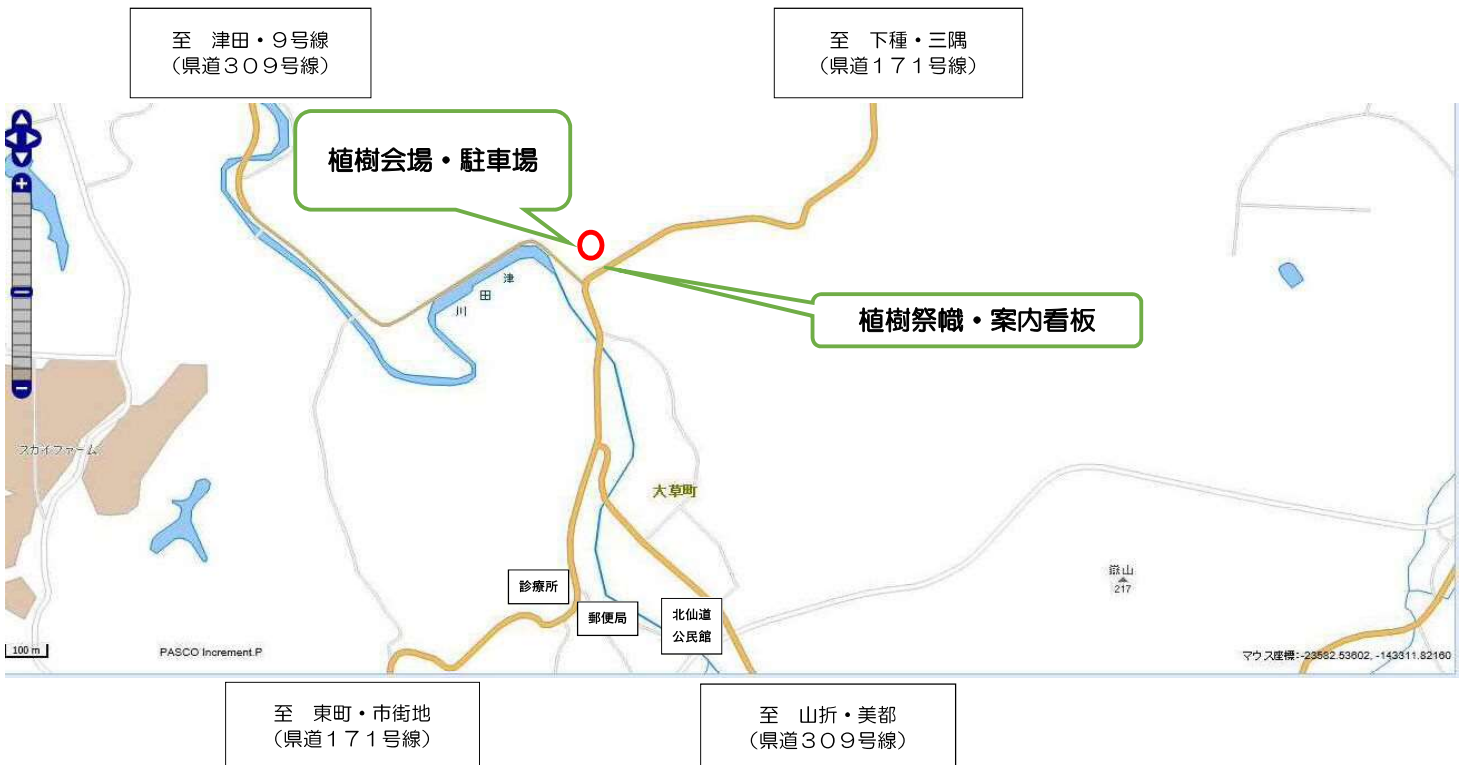 至　津田・９号線
（県道３０９号線）
至　下種・三隅
（県道１７１号線）
植樹会場・駐車場
植樹祭幟・案内看板
津
田
川
スカイファーム
大草町
診療所
郵便局
北仙道
公民館
嶽山
217
100 m
PASCO Increment.P
マウス座標:-23582.53602, -143311.82160
至　東町・市街地
（県道１７１号線）
至　山折・美都
（県道３０９号線）